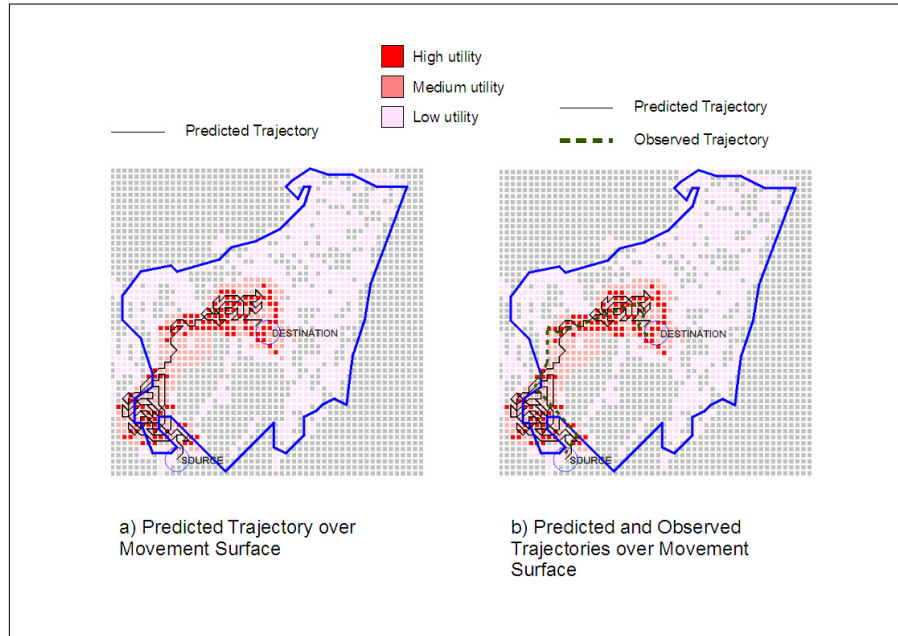 High utility
Medium utility
Low utility
Predicted Trajectory
Predicted Trajectory
Observed Trajectory
DESTINATION
SOURCE
DESTINATION
SOURCE
a) Predicted Trajectory over
Movement Surface
b) Predicted and Observed
Trajectories over Movement
Surface